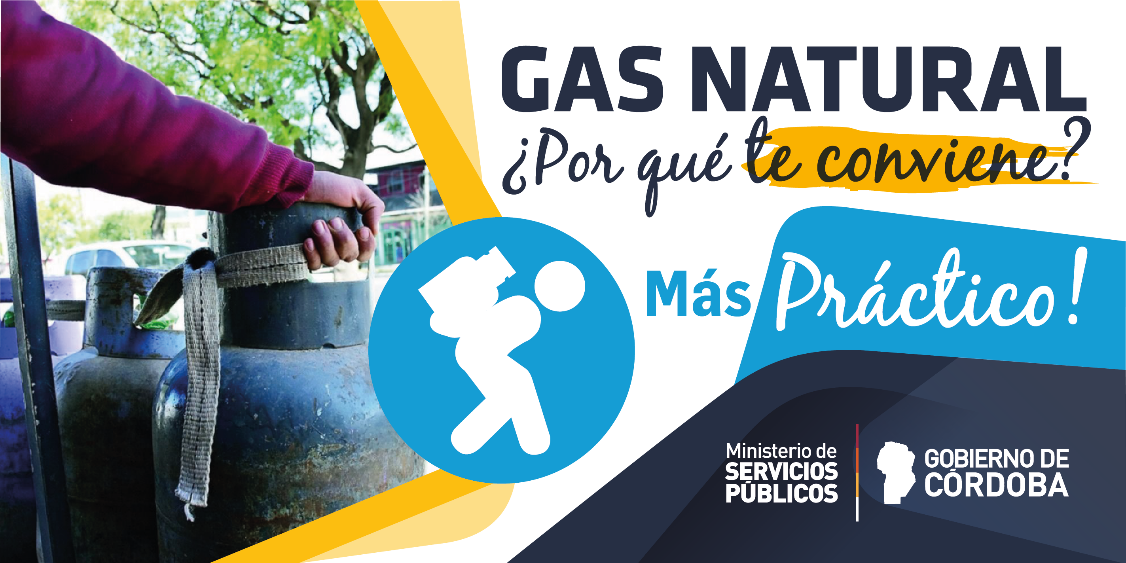 GAS NATURAL
¿Por qué te conviene?
Más Práctico!
Ministerio de
SERVICIOS
PÚBLICOS
GOBIERNO DE
CÓRDOBA